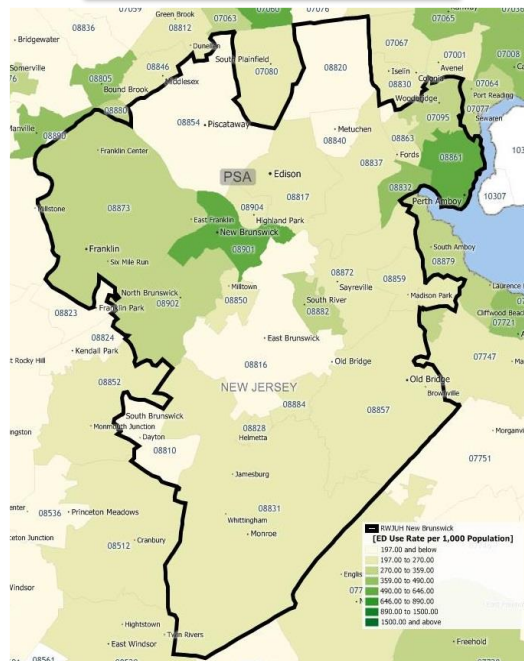 07059
07063
07060
07076
07065
08836
Green Brook
08812
Bridgewater
Dunellen
07067
07008
Somerville
South Plainfield
08820
07001
08846
07080
Iselin
Colonia
Avenel
08805
Middlesex
08830
07064
Bound Brook
Woodbridge
Port Reading
08880
07077
Sewaren
Manville
08854
Piscataway
07095
08890
Metuchen
08863
08840
Franklin Center
Fords
08861
08837
PSA
Edison
08832
10307
Perth Amboy
08817
Millstone
08873
08904
East Franklin
Highland Park
New Brunswick
08901
South Amboy
Franklin
08879
Six Mile Run
08872
08859
Milltown
Sayreville
North Brunswick
08850
South River
Madison Park
08902
08882
08823
Franklin Park
Cliffwood Beach
07721
08824
Kendall Park
East Brunswick
t Rocky Hill
08816
Old Bridge
07747
08852
Old Bridge
NEW JERSEY
Brownville
08884
08857
South Brunswick
08828
Monmouth Junction
Helmetta
Dayton
08810
07751
Jamesburg
08536
Princeton Meadows
08831
Whittingham
Cranbury
Monroe
08512
Hightstown
Twin Rivers
East Windsor
08561
Freehold
RWJUH New Brunswick
[ED Use Rate per 1,000 Population]
197.00 and below
197.00 to 270.00
270.00 to 359.00
359.00 to 490.00
490.00 to 646.00
646.00 to 890.00
890.00 to 1500.00
1500.00 and above